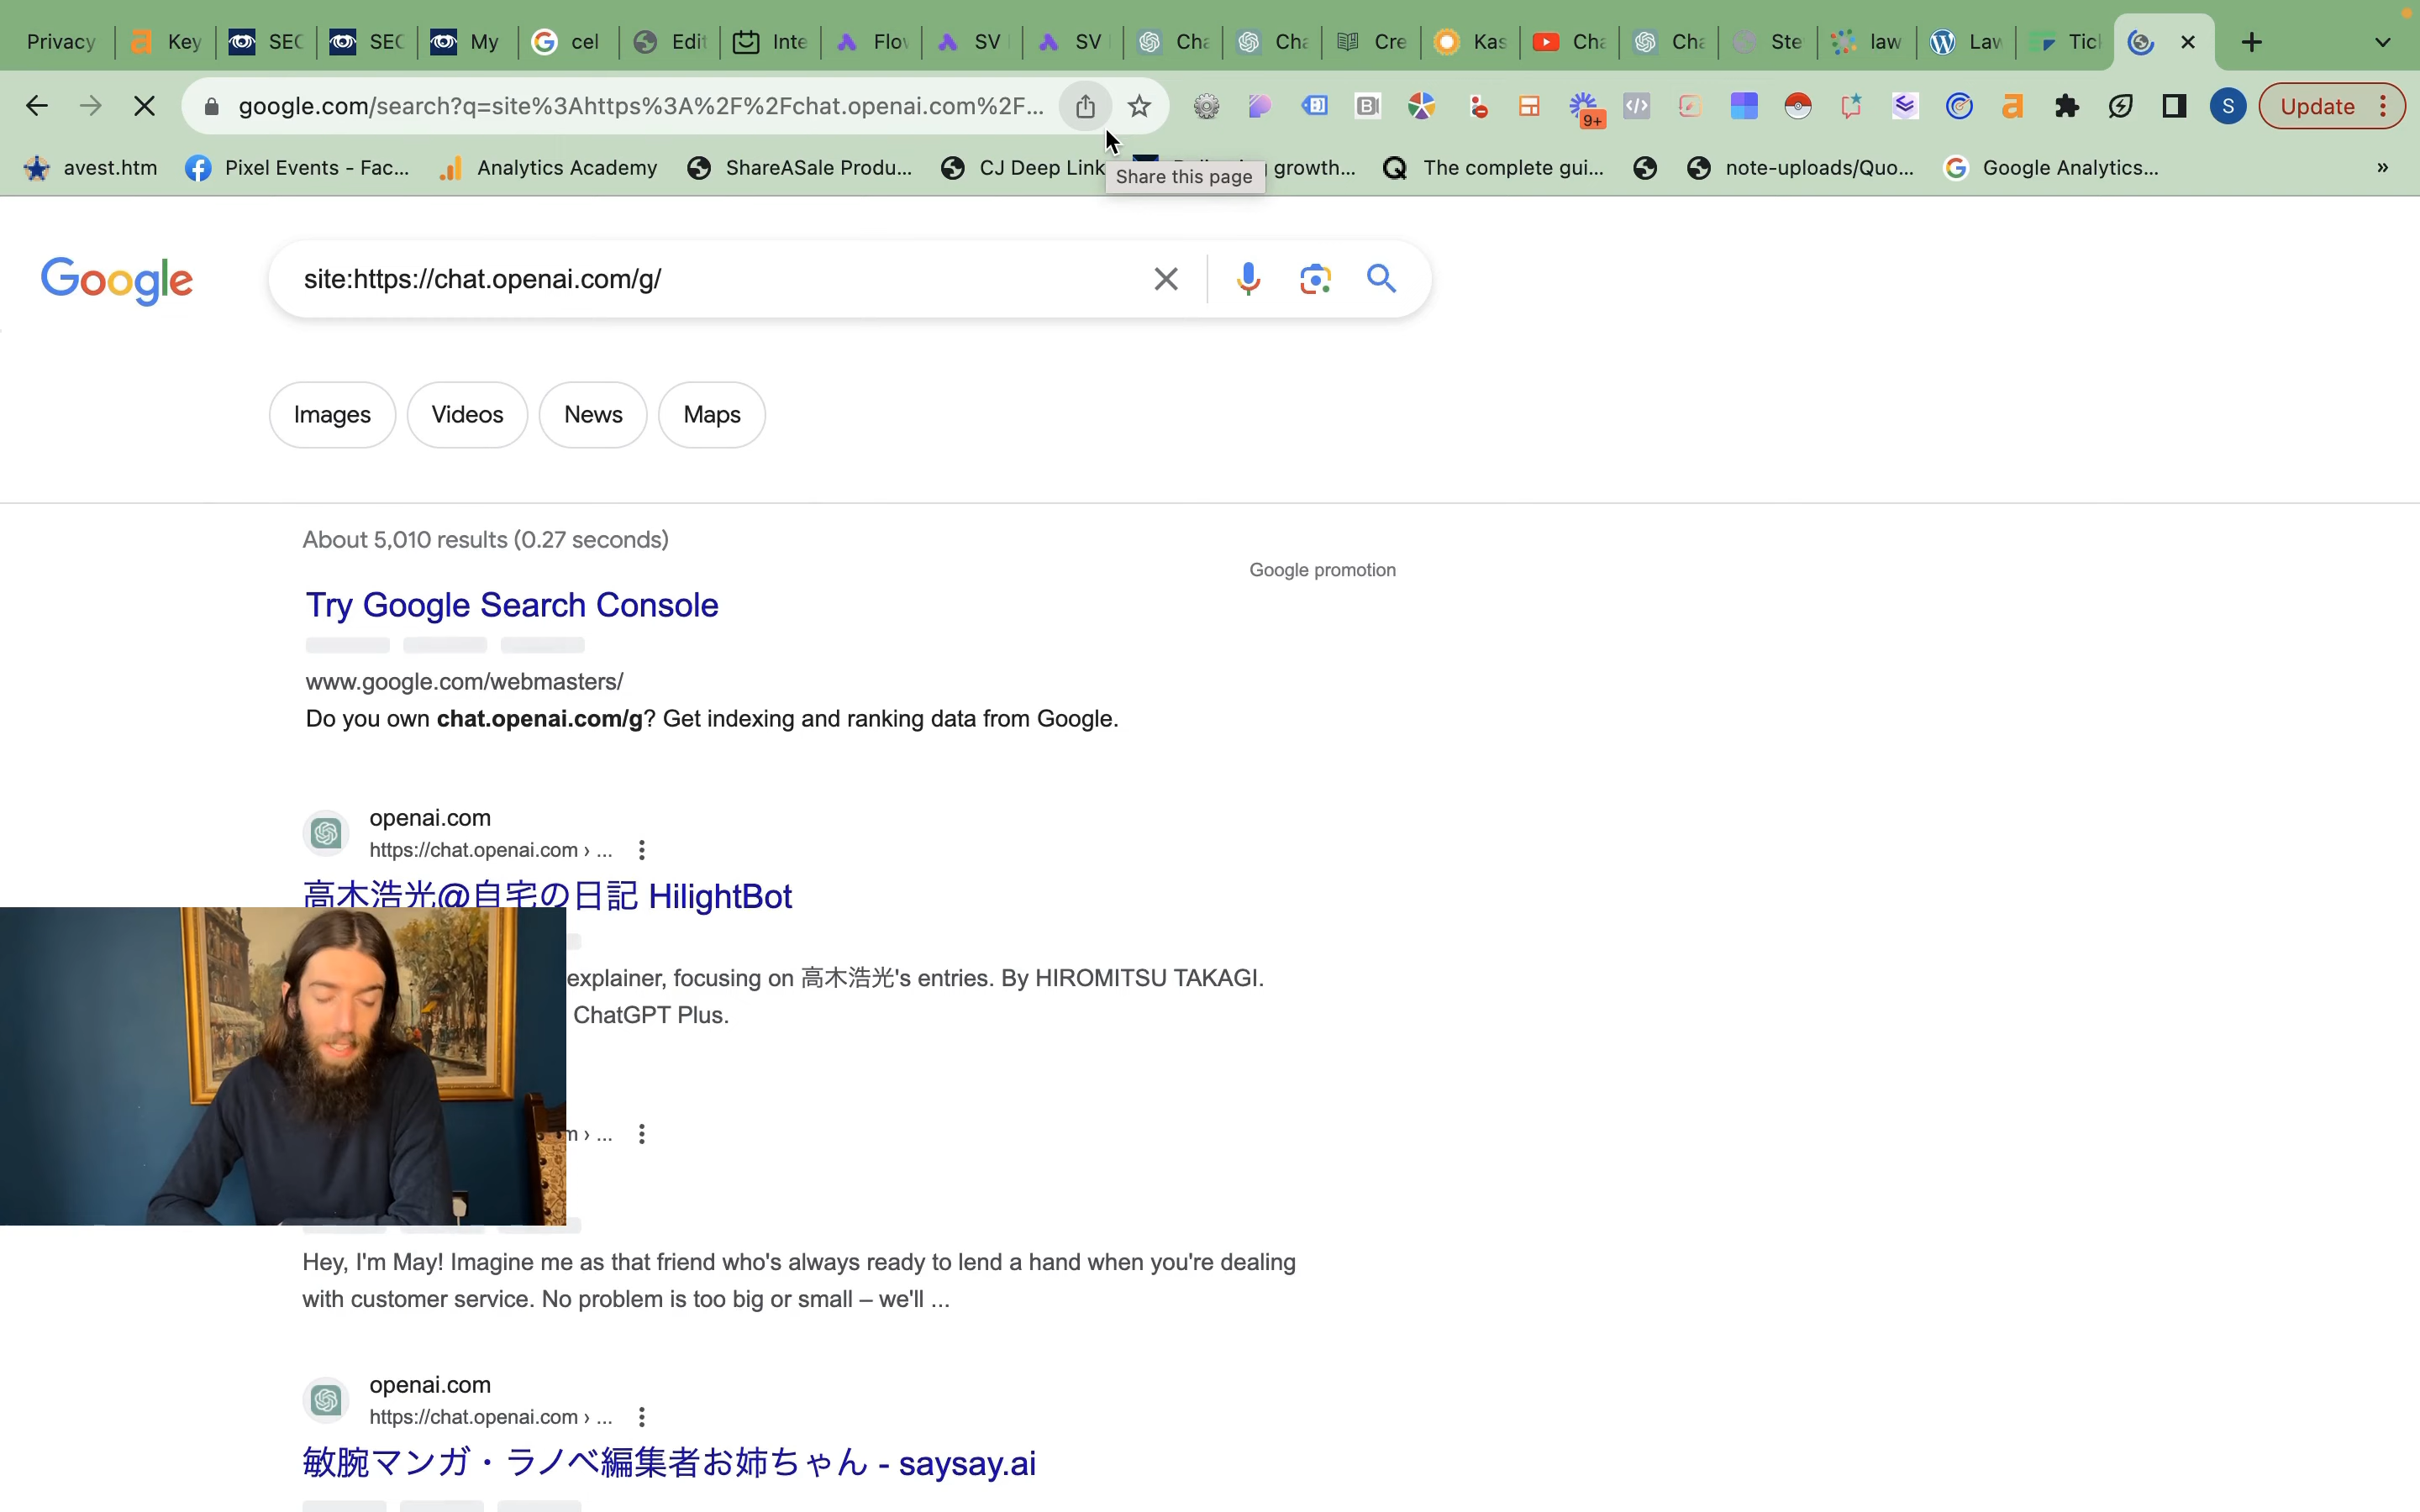 Privacy
Key
SEC
SEC
My
cel
Edit
Inte
Flov
SV
SV
Cha
Cha
Cre
Kas
Cha
Cha
Ste
law
Law
Tick
google.com/search?q=site%3Ahttps%3A%2F%2Fchat.openai.com%2F...
9+
S
Update
avest.htm
Pixel Events - Fac...
Analytics Academy
ShareASale Produ...
CJ Deep Link
growth...
The complete gui...
note-uploads/Quo...
Google Analytics...
»
Share this page
Google
site:https://chat.openai.com/g/
Images
Videos
News
Maps
About 5,010 results (0.27 seconds)
Google promotion
Try Google Search Console
www.google.com/webmasters/
Do you own chat.openai.com/g? Get indexing and ranking data from Google.
openai.com
https://chat.openai.com › ...
高木浩光@自宅の日記 HilightBot
explainer, focusing on 高木浩光's entries. By HIROMITSU TAKAGI.
ChatGPT Plus.
m › ...
Hey, I'm May! Imagine me as that friend who's always ready to lend a hand when you're dealing
with customer service. No problem is too big or small – we'll ...
openai.com
https://chat.openai.com › ...
敏腕マンガ・ラノベ編集者お姉ちゃん - saysay.ai